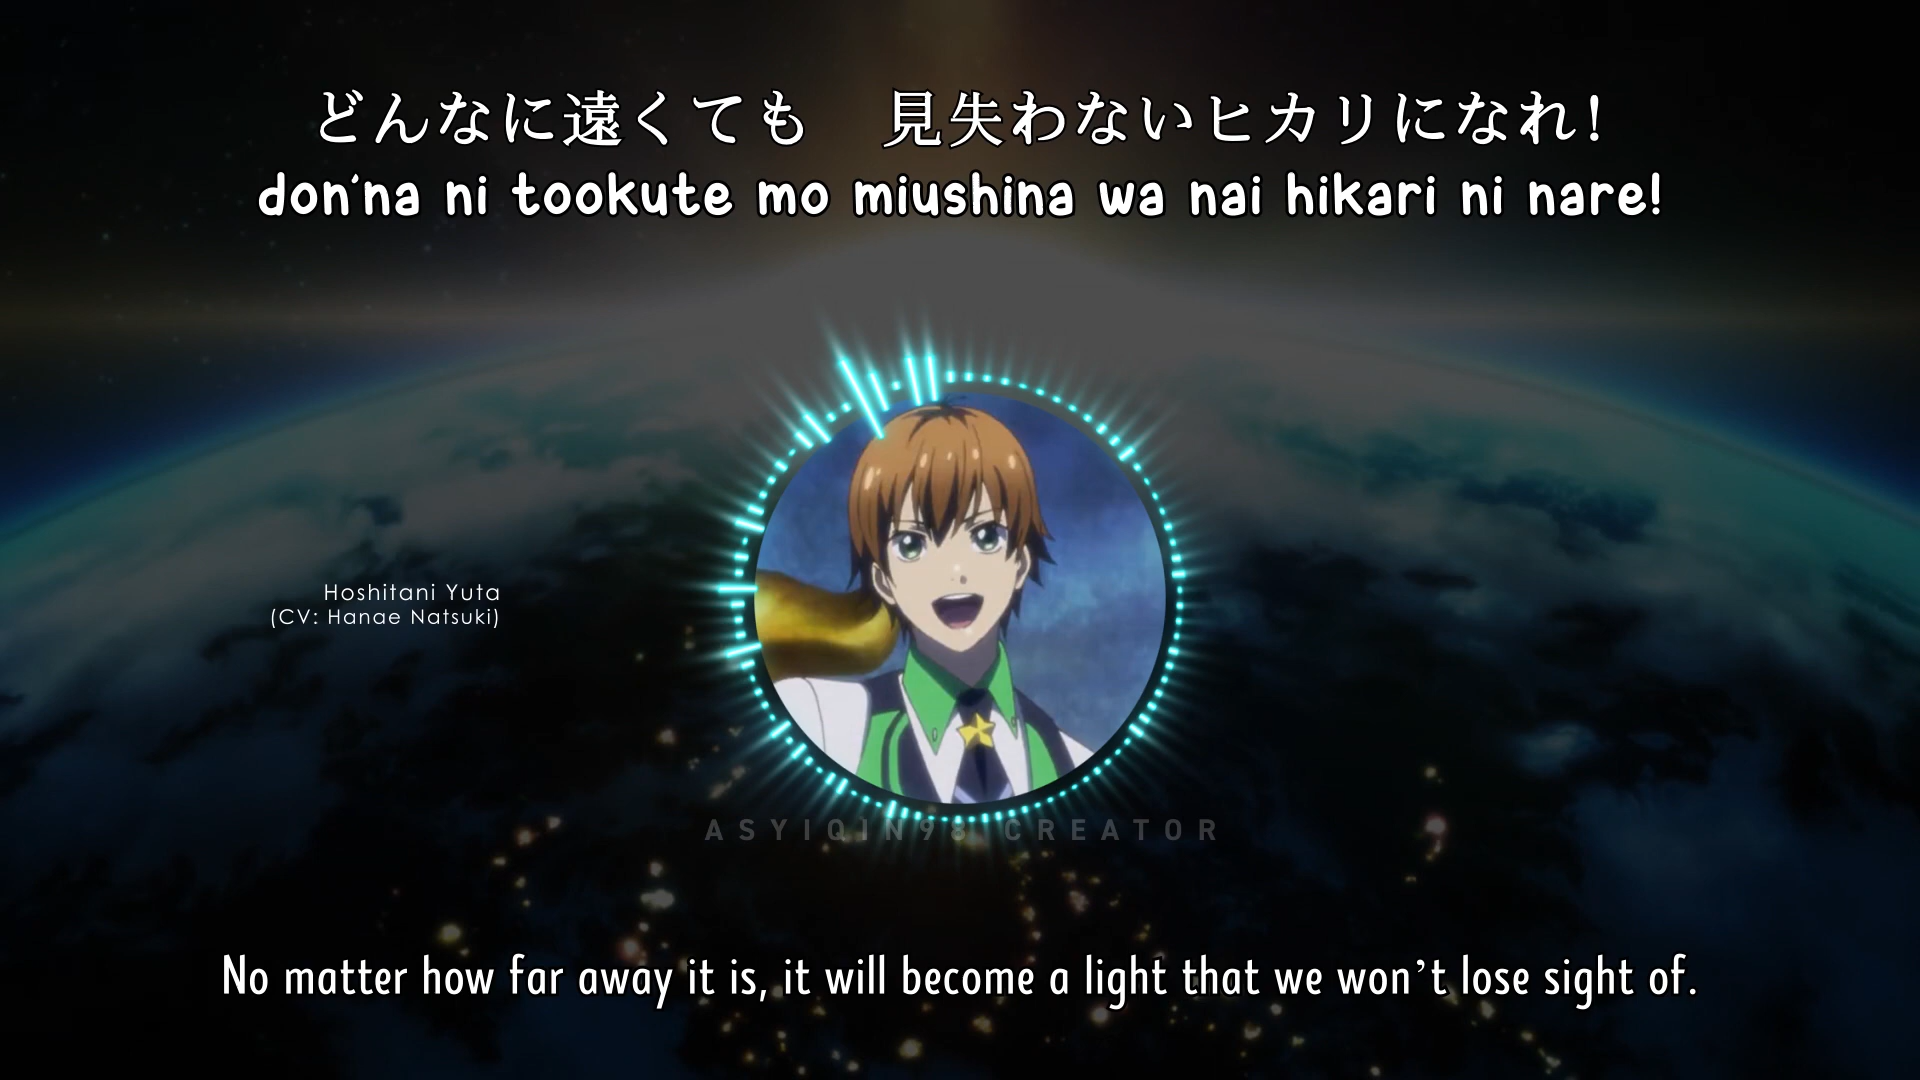 どんなに遠くても　見失わないヒカリになれ!
don'na ni tookute mo miushina wa nai hikari ni nare!
Hoshitani Yuta
(CV: Hanae Natsuki)
ASYIQIN98 CREATOR
No matter how far away it is, it will become a light that we won't lose sight of.